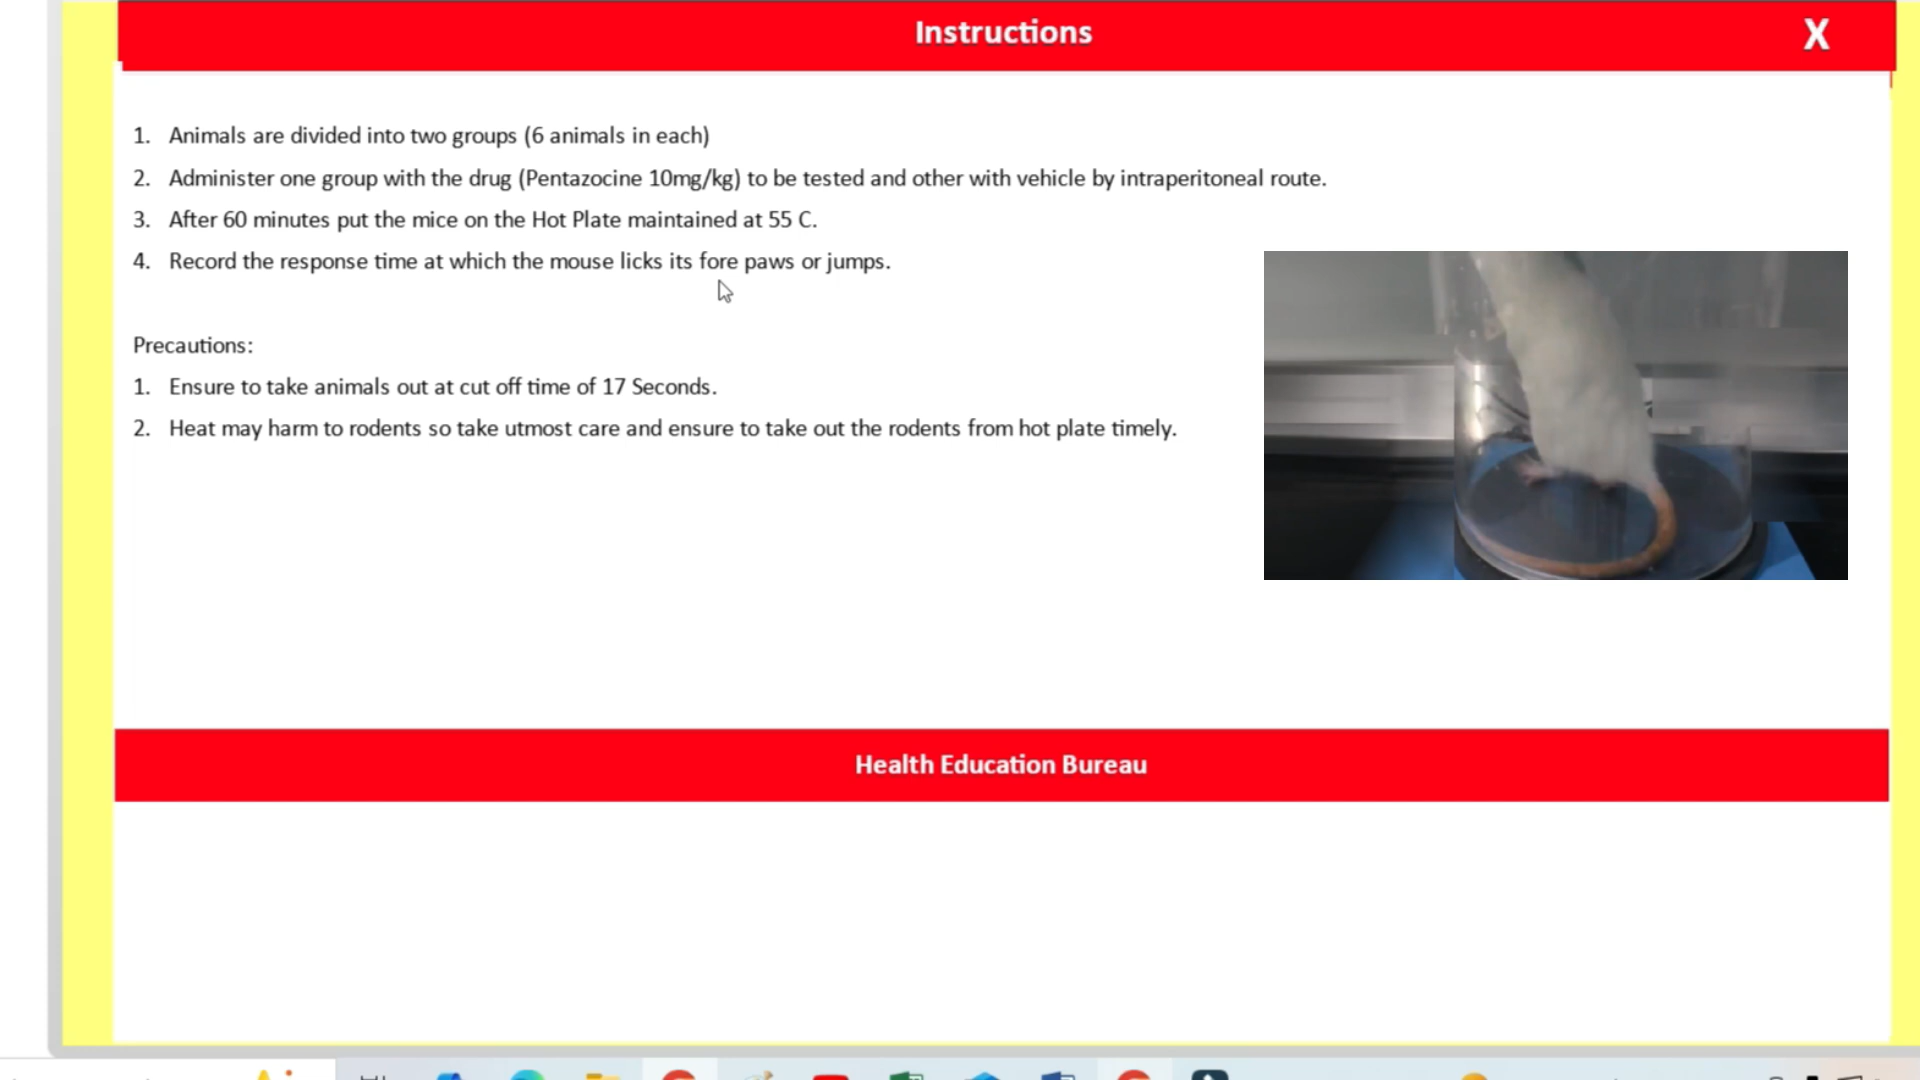 Instructions
X
1. Animals are divided into two groups (6 animals in each)
2. Administer one group with the drug (Pentazocine 10mg/kg) to be tested and other with vehicle by intraperitoneal route.
3. After 60 minutes put the mice on the Hot Plate maintained at 55 C.
4. Record the response time at which the mouse licks its fore paws or jumps.
Precautions:
1. Ensure to take animals out at cut off time of 17 Seconds.
2. Heat may harm to rodents so take utmost care and ensure to take out the rodents from hot plate timely.
Health Education Bureau